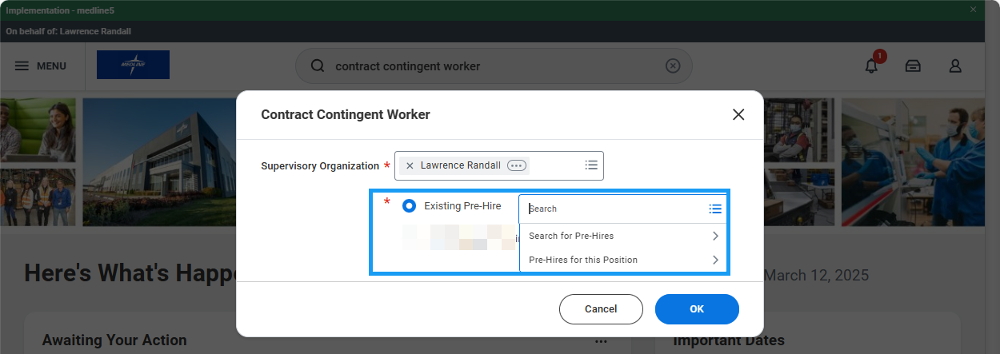 Implementation - medline5
On behalf of: Lawrence Randall
MENU
MEDLINE
contract contingent worker
1
Contract Contingent Worker
Supervisory Organization *
Lawrence Randall
* Existing Pre-Hire
Search
Search for Pre-Hires
Pre-Hires for this Position
Cancel
OK
Here's What's Happe
March 12, 2025
Awaiting Your Action
Important Dates